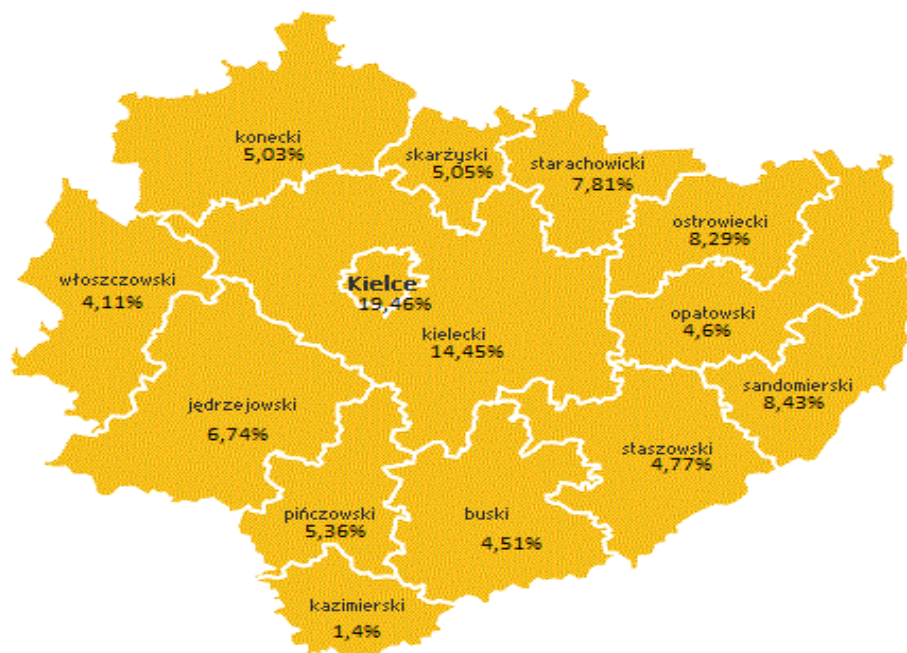 konecki
5,03%
skarżyski
5,05%
starachowicki
7,81%
ostrowiecki
8,29%
włoszczowski
4,11%
Kielce
19,46%
kielecki
14,45%
opatowski
4,6%
sandomierski
8,43%
jędrzejowski
6,74%
staszowski
4,77%
pińczowski
5,36%
buski
4,51%
kazimierski
1,4%